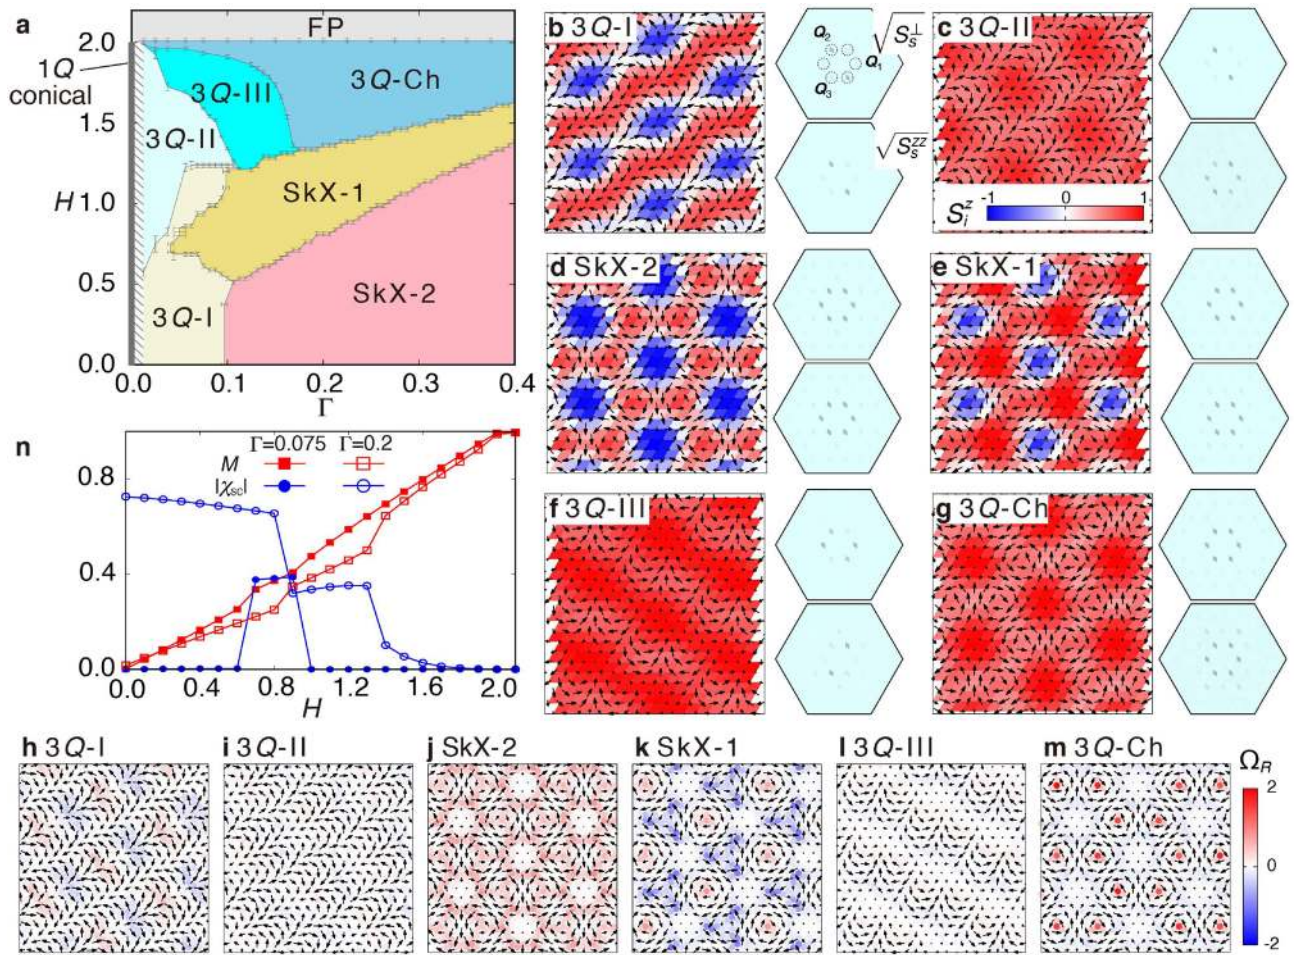 a
FP
2.0
1Q
conical
3Q-III
3Q-Ch
1.5
3Q-II
H
1.0
SkX-1
0.5
SkX-2
3Q-I
0.0
0.0
0.1
0.2
0.3
0.4
Γ
b 3Q-I
Q₂
Q₁
Q₃
√S_s^⊥
√S_s^zz
c 3Q-II
S_i^z
-1
0
1
d SkX-2
e SkX-1
f 3Q-III
g 3Q-Ch
n
Γ=0.075 Γ=0.2
M
|χ_sc|
0.8
0.4
0.0
0.0 0.4 0.8 1.2 1.6 2.0
H
h 3Q-I
i 3Q-II
j SkX-2
k SkX-1
l 3Q-III
m 3Q-Ch
Ω_R
2
0
-2